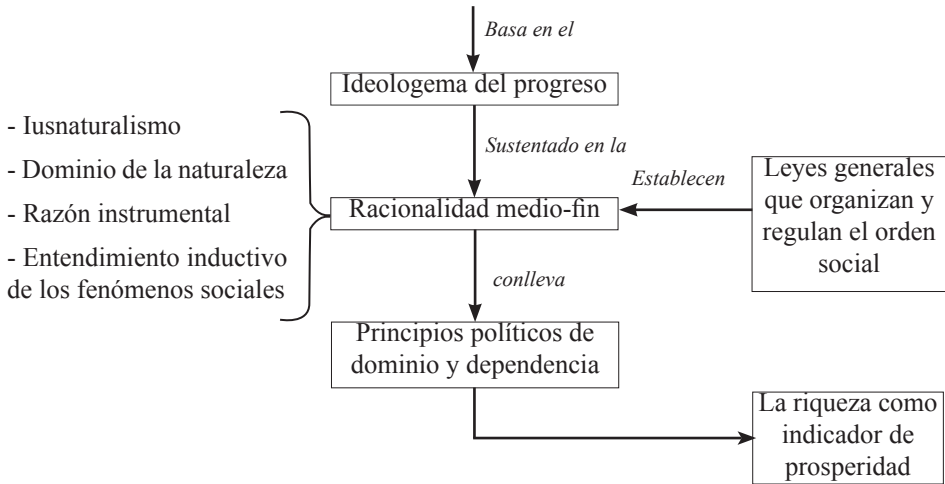 Basa en el
Ideologema del progreso
Sustentado en la
- Iusnaturalismo
- Dominio de la naturaleza
- Razón instrumental
- Entendimiento inductivo
de los fenómenos sociales
Racionalidad medio-fin
Establecen
Leyes generales
que organizan y
regulan el orden
social
conlleva
Principios políticos de
dominio y dependencia
La riqueza como
indicador de
prosperidad